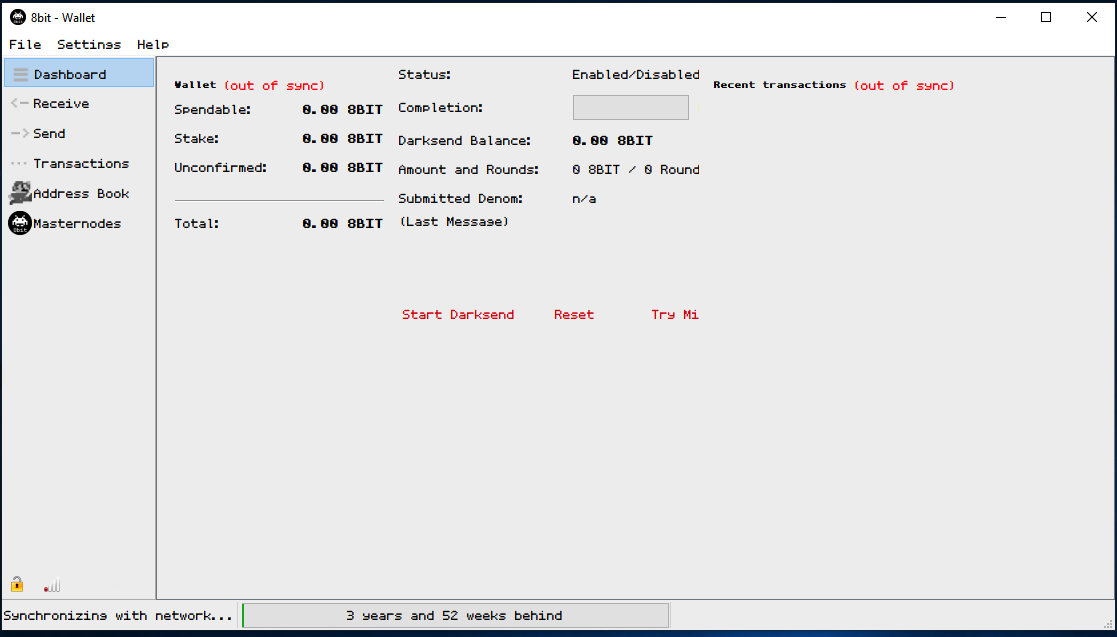 8bit - Wallet
File Settings Help
Dashboard
Receive
Send
Transactions
Address Book
Masternodes
Wallet (out of sync)
Spendable: 0.00 8BIT
Stake: 0.00 8BIT
Unconfirmed: 0.00 8BIT
Total: 0.00 8BIT
Status: Enabled/Disabled
Completion:
Darksend Balance: 0.00 8BIT
Amount and Rounds: 0 8BIT / 0 Round
Submitted Denom: n/a
(Last Message)
Start Darksend Reset Try Mi
Recent transactions (out of sync)
Synchronizing with network... 3 years and 52 weeks behind